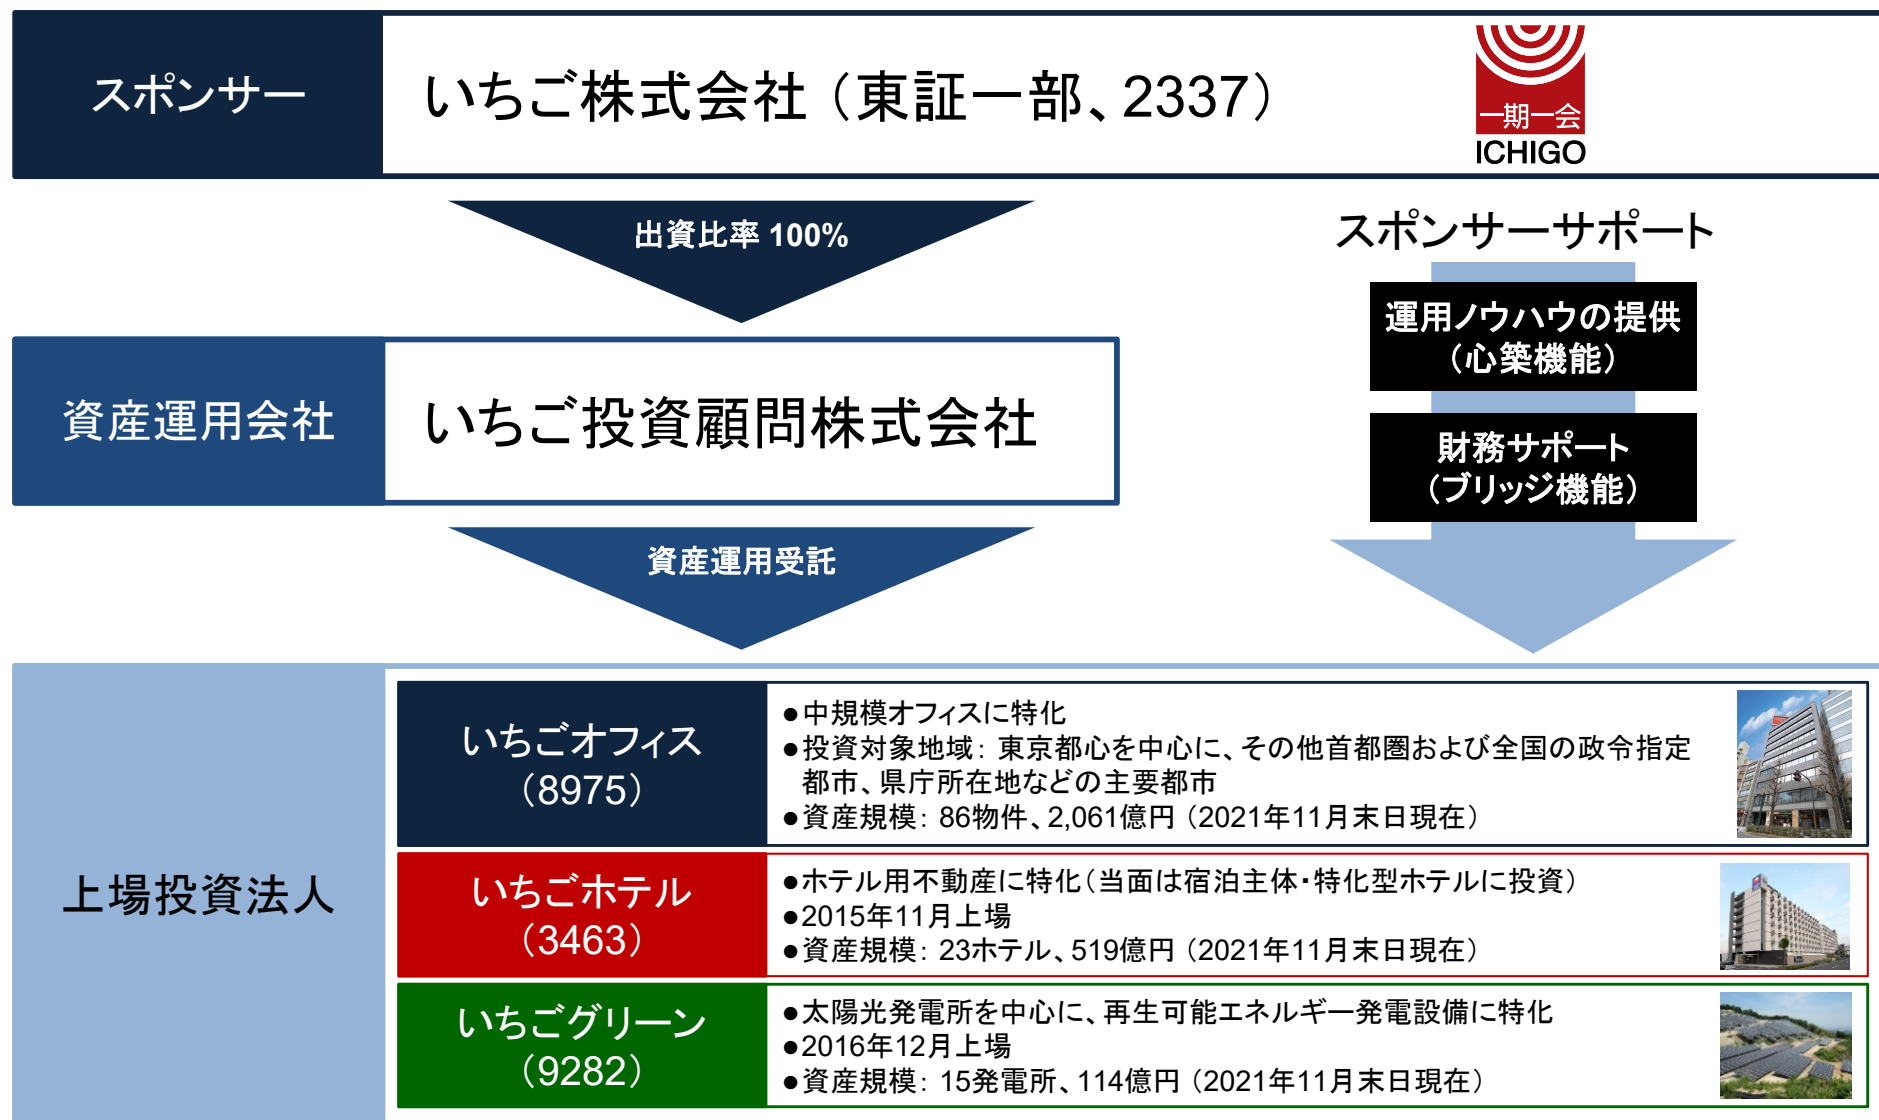 スポンサー
いちご株式会社（東証一部、2337）
一期一会
ICHIGO
出資比率 100%
スポンサーサポート
運用ノウハウの提供
（心築機能）
財務サポート
（ブリッジ機能）
資産運用会社
いちご投資顧問株式会社
資産運用受託
上場投資法人
いちごオフィス
（8975）
●中規模オフィスに特化
●投資対象地域： 東京都心を中心に、その他首都圏および全国の政令指定
都市、県庁所在地などの主要都市
●資産規模： 86物件、2,061億円 （2021年11月末日現在）
いちごホテル
（3463）
●ホテル用不動産に特化（当面は宿泊主体・特化型ホテルに投資）
●2015年11月上場
●資産規模： 23ホテル、519億円 （2021年11月末日現在）
いちごグリーン
（9282）
●太陽光発電所を中心に、再生可能エネルギー発電設備に特化
●2016年12月上場
●資産規模： 15発電所、114億円 （2021年11月末日現在）